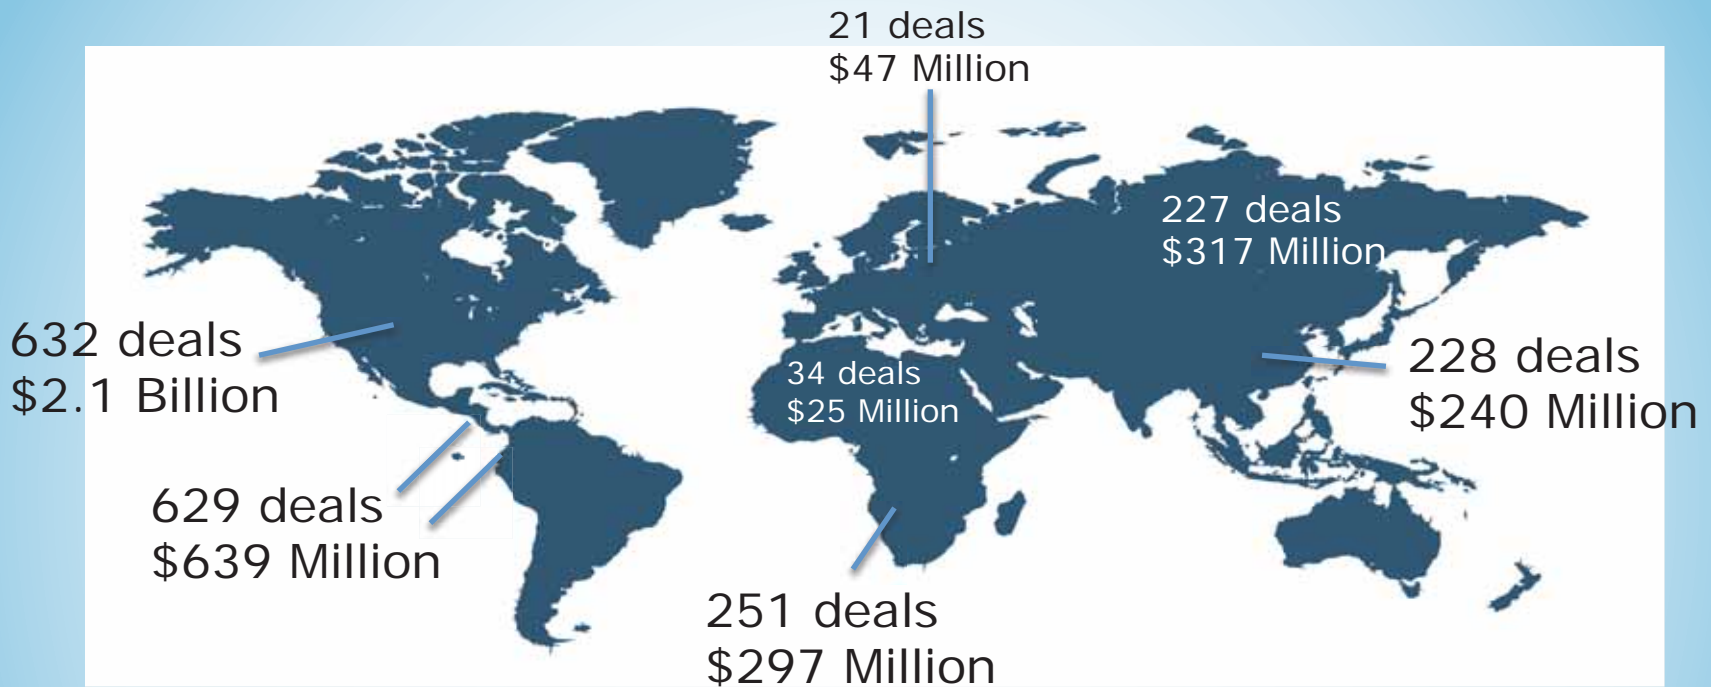 21 deals
$47 Million
227 deals
$317 Million
632 deals
$2.1 Billion
34 deals
$25 Million
228 deals
$240 Million
629 deals
$639 Million
251 deals
$297 Million